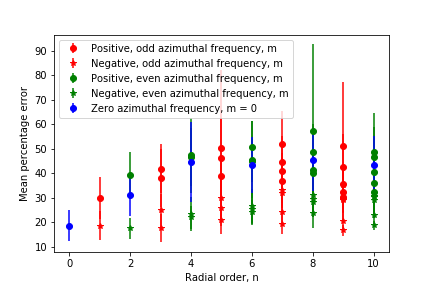 Positive, odd azimuthal frequency, m
Negative, odd azimuthal frequency, m
Positive, even azimuthal frequency, m
Negative, even azimuthal frequency, m
Zero azimuthal frequency, m = 0
Mean percentage error
90
80
70
60
50
40
30
20
10
0 2 4 6 8 10
Radial order, n